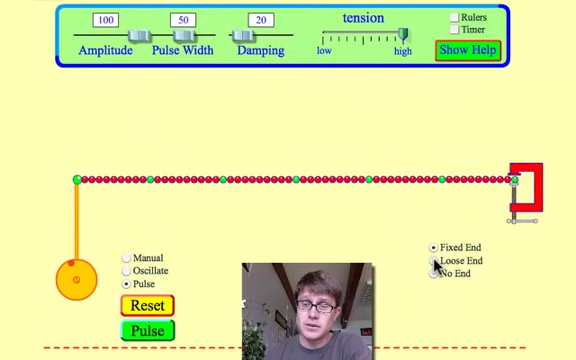 100
50
20
Amplitude
Pulse Width
Damping
tension
low
high
Rulers
Timer
Show Help
Fixed End
Loose End
No End
Manual
Oscillate
Pulse
Reset
Pulse